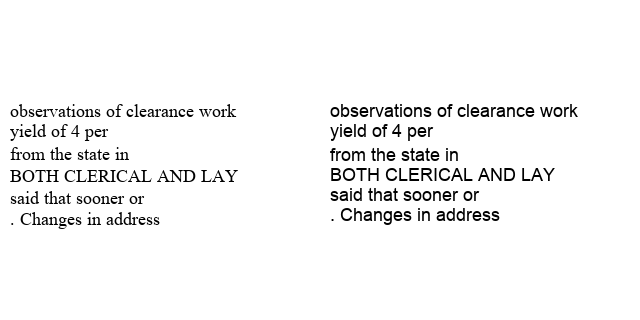 observations of clearance work
yield of 4 per
from the state in
BOTH CLERICAL AND LAY
said that sooner or
. Changes in address
observations of clearance work
yield of 4 per
from the state in
BOTH CLERICAL AND LAY
said that sooner or
. Changes in address